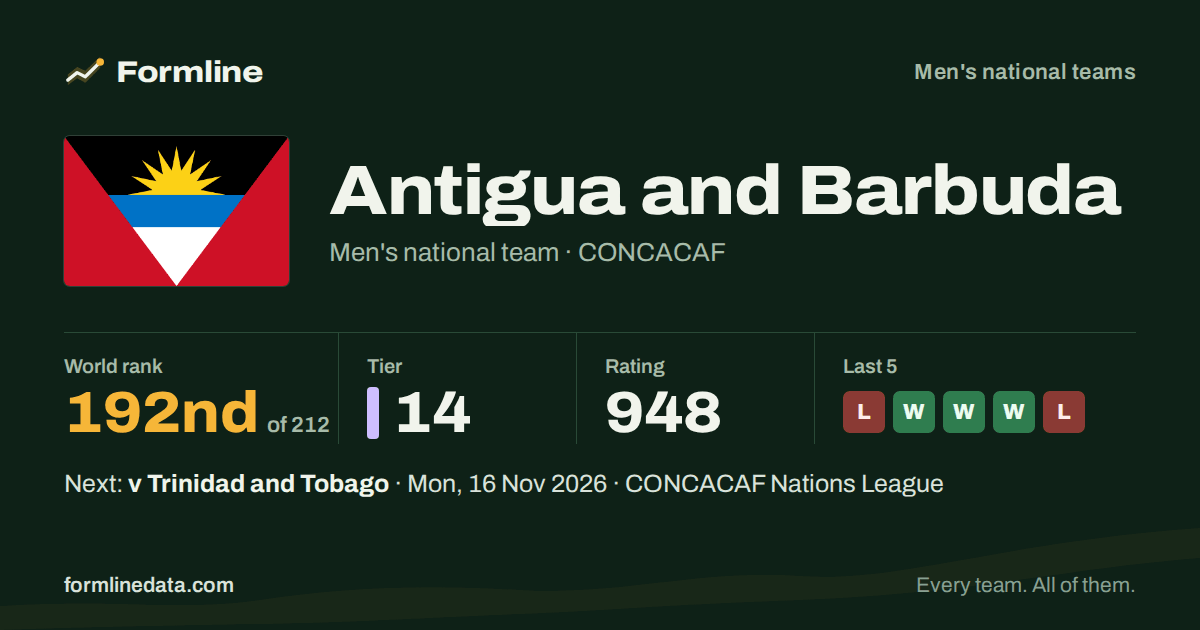 Formline
Men's national teams
Antigua and Barbuda
Men's national team · CONCACAF
World rank
192nd of 212
Tier
14
Rating
948
Last 5
L W W W L
Next: v Trinidad and Tobago · Mon, 16 Nov 2026 · CONCACAF Nations League
formlinedata.com
Every team. All of them.